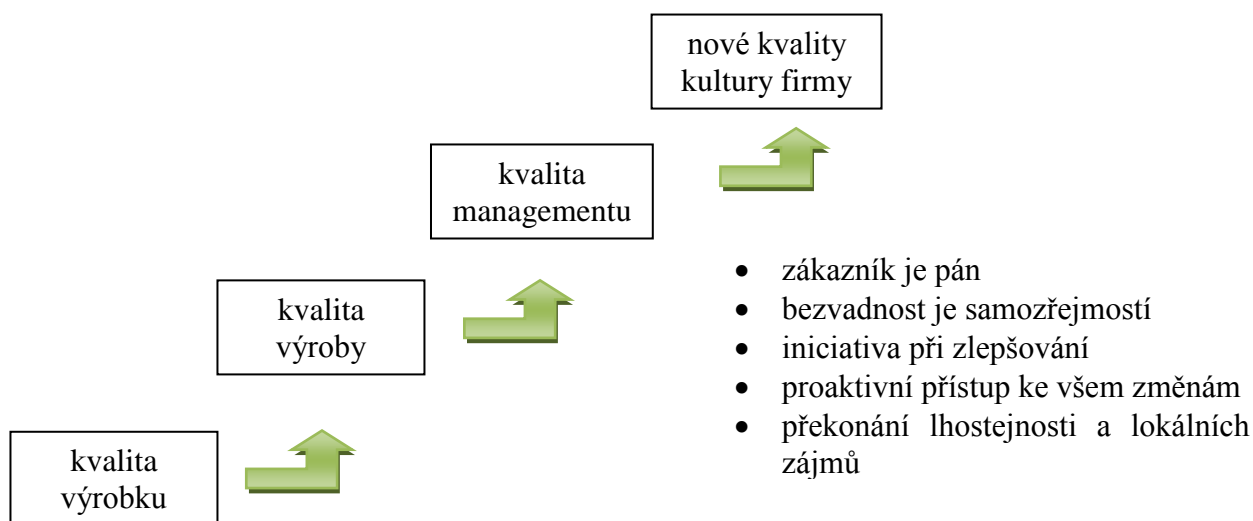 nové kvality
kultury firmy
kvalita
managementu
kvalita
výroby
kvalita
výrobku
• zákazník je pán
• bezvadnost je samozřejmostí
• iniciativa při zlepšování
• proaktivní přístup ke všem změnám
• překonání lhostejnosti a lokálních
zájmů